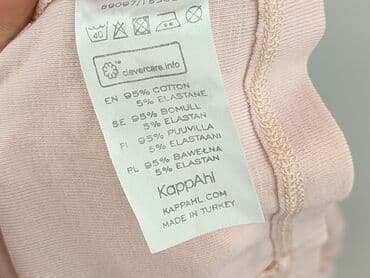 40
clevercare.info
EN 95% COTTON
5% ELASTANE
SE 95% BOMULL
5% ELASTAN
FI 95% PUUVILLA
5% ELASTAANI
PL 95% BAWEŁNA
5% ELASTAN
KappAhl
KAPPAHL.COM
MADE IN TURKEY